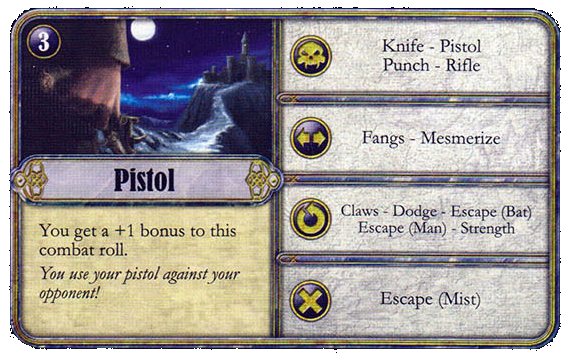 3
Pistol
You get a +1 bonus to this
combat roll.
You use your pistol against your
opponent!
Knife - Pistol
Punch - Rifle
Fangs - Mesmerize
Claws - Dodge - Escape (Bat)
Escape (Man) - Strength
Escape (Mist)